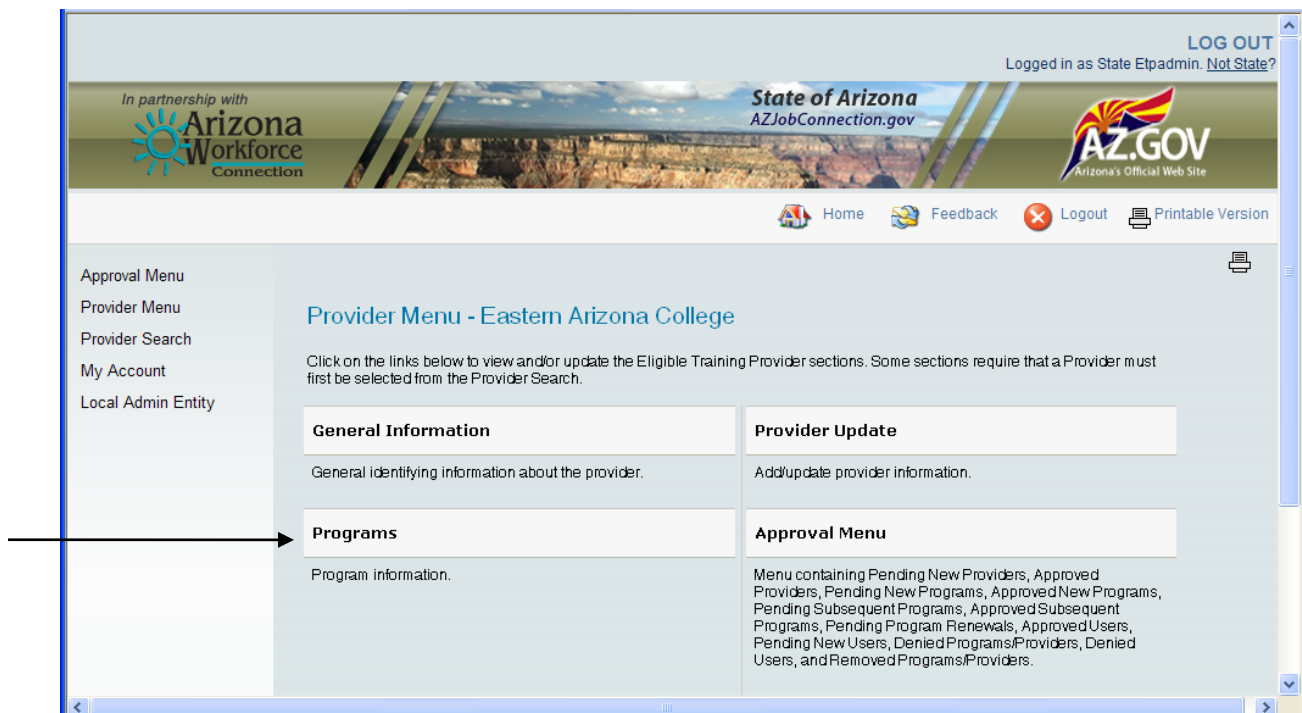 LOG OUT
Logged in as State Etpadmin. Not State?
In partnership with
Arizona
Workforce
Connection
State of Arizona
AZJobConnection.gov
AZ.GOV
Arizona's Official Web Site
Home Feedback Logout Printable Version
Approval Menu
Provider Menu
Provider Search
My Account
Local Admin Entity
Provider Menu - Eastern Arizona College
Click on the links below to view and/or update the Eligible Training Provider sections. Some sections require that a Provider must
first be selected from the Provider Search.
General Information
General identifying information about the provider.
Provider Update
Add/update provider information.
Programs
Program information.
Approval Menu
Menu containing Pending New Providers, Approved
Providers, Pending New Programs, Approved New Programs,
Pending Subsequent Programs, Approved Subsequent
Programs, Pending Program Renewals, Approved Users,
Pending New Users, Denied Programs/Providers, Denied
Users, and Removed Programs/Providers.